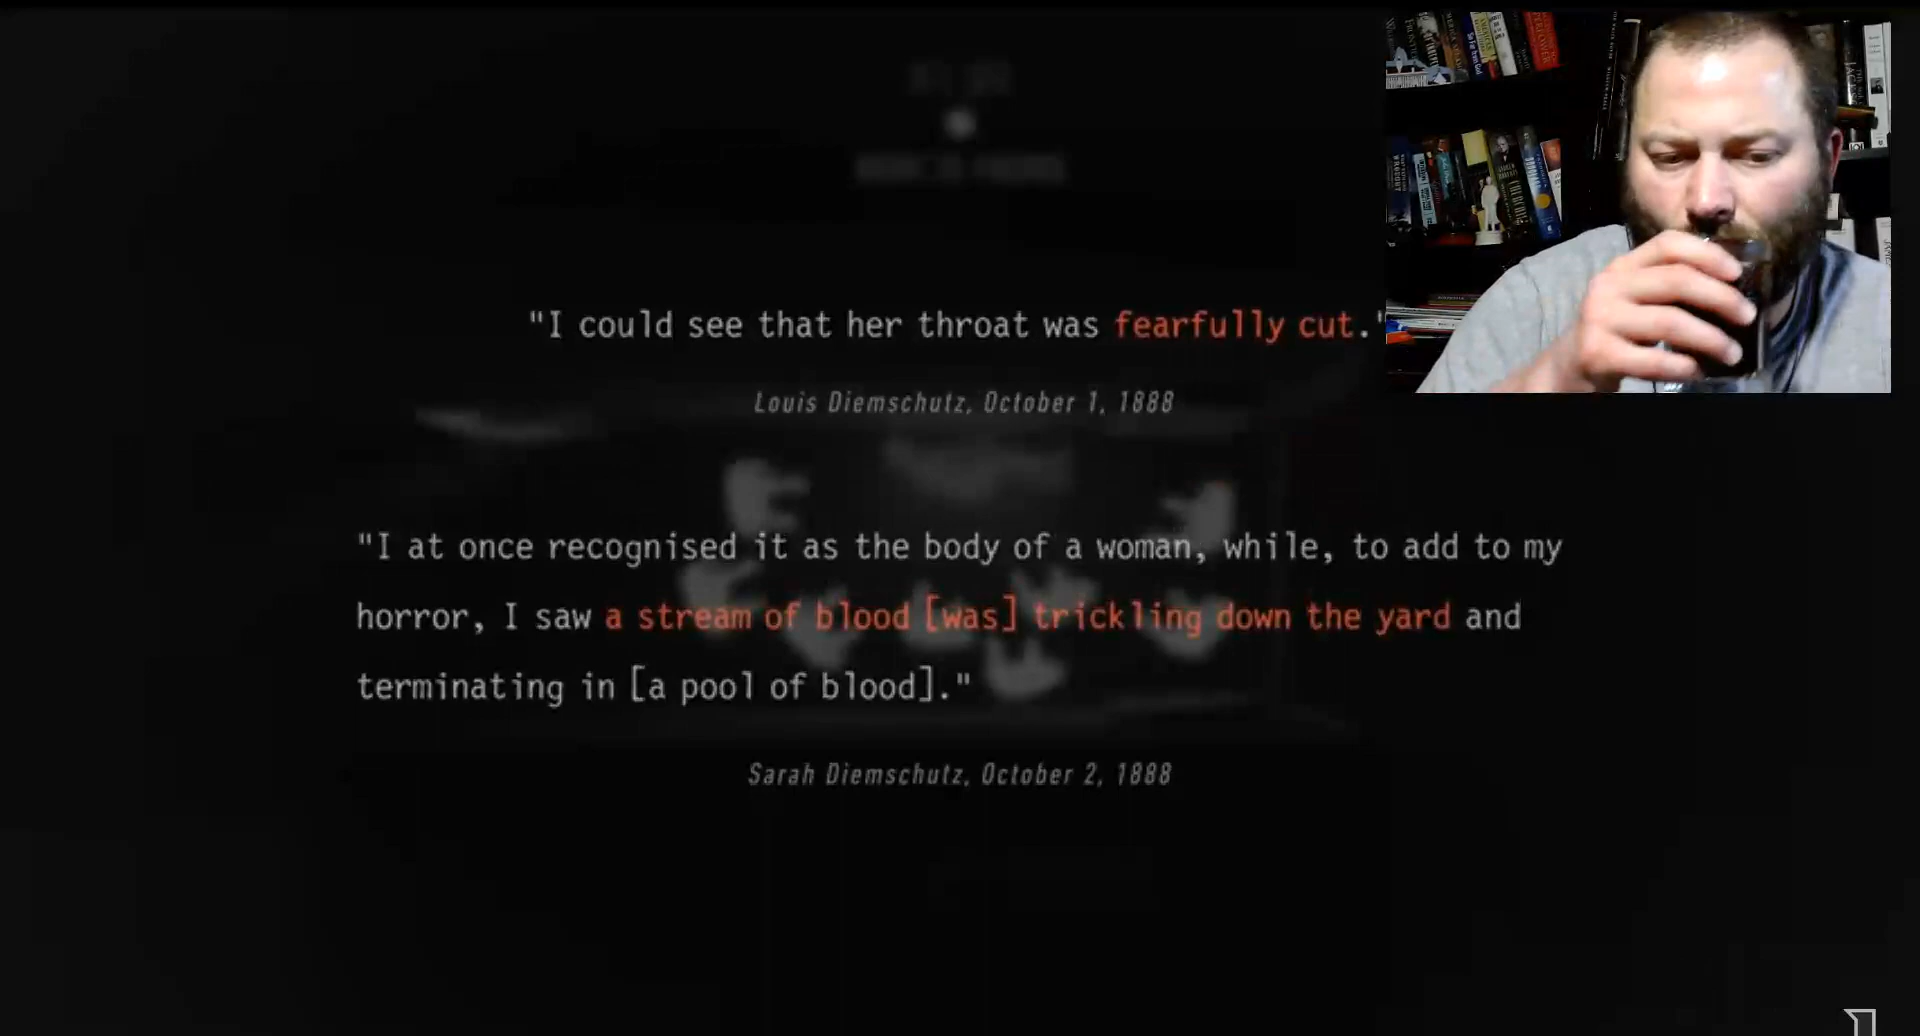 "I could see that her throat was fearfully cut."
Louis Diemschutz, October 1, 1888
"I at once recognised it as the body of a woman, while, to add to my
horror, I saw a stream of blood [was] trickling down the yard and
terminating in [a pool of blood]."
Sarah Diemschutz, October 2, 1888